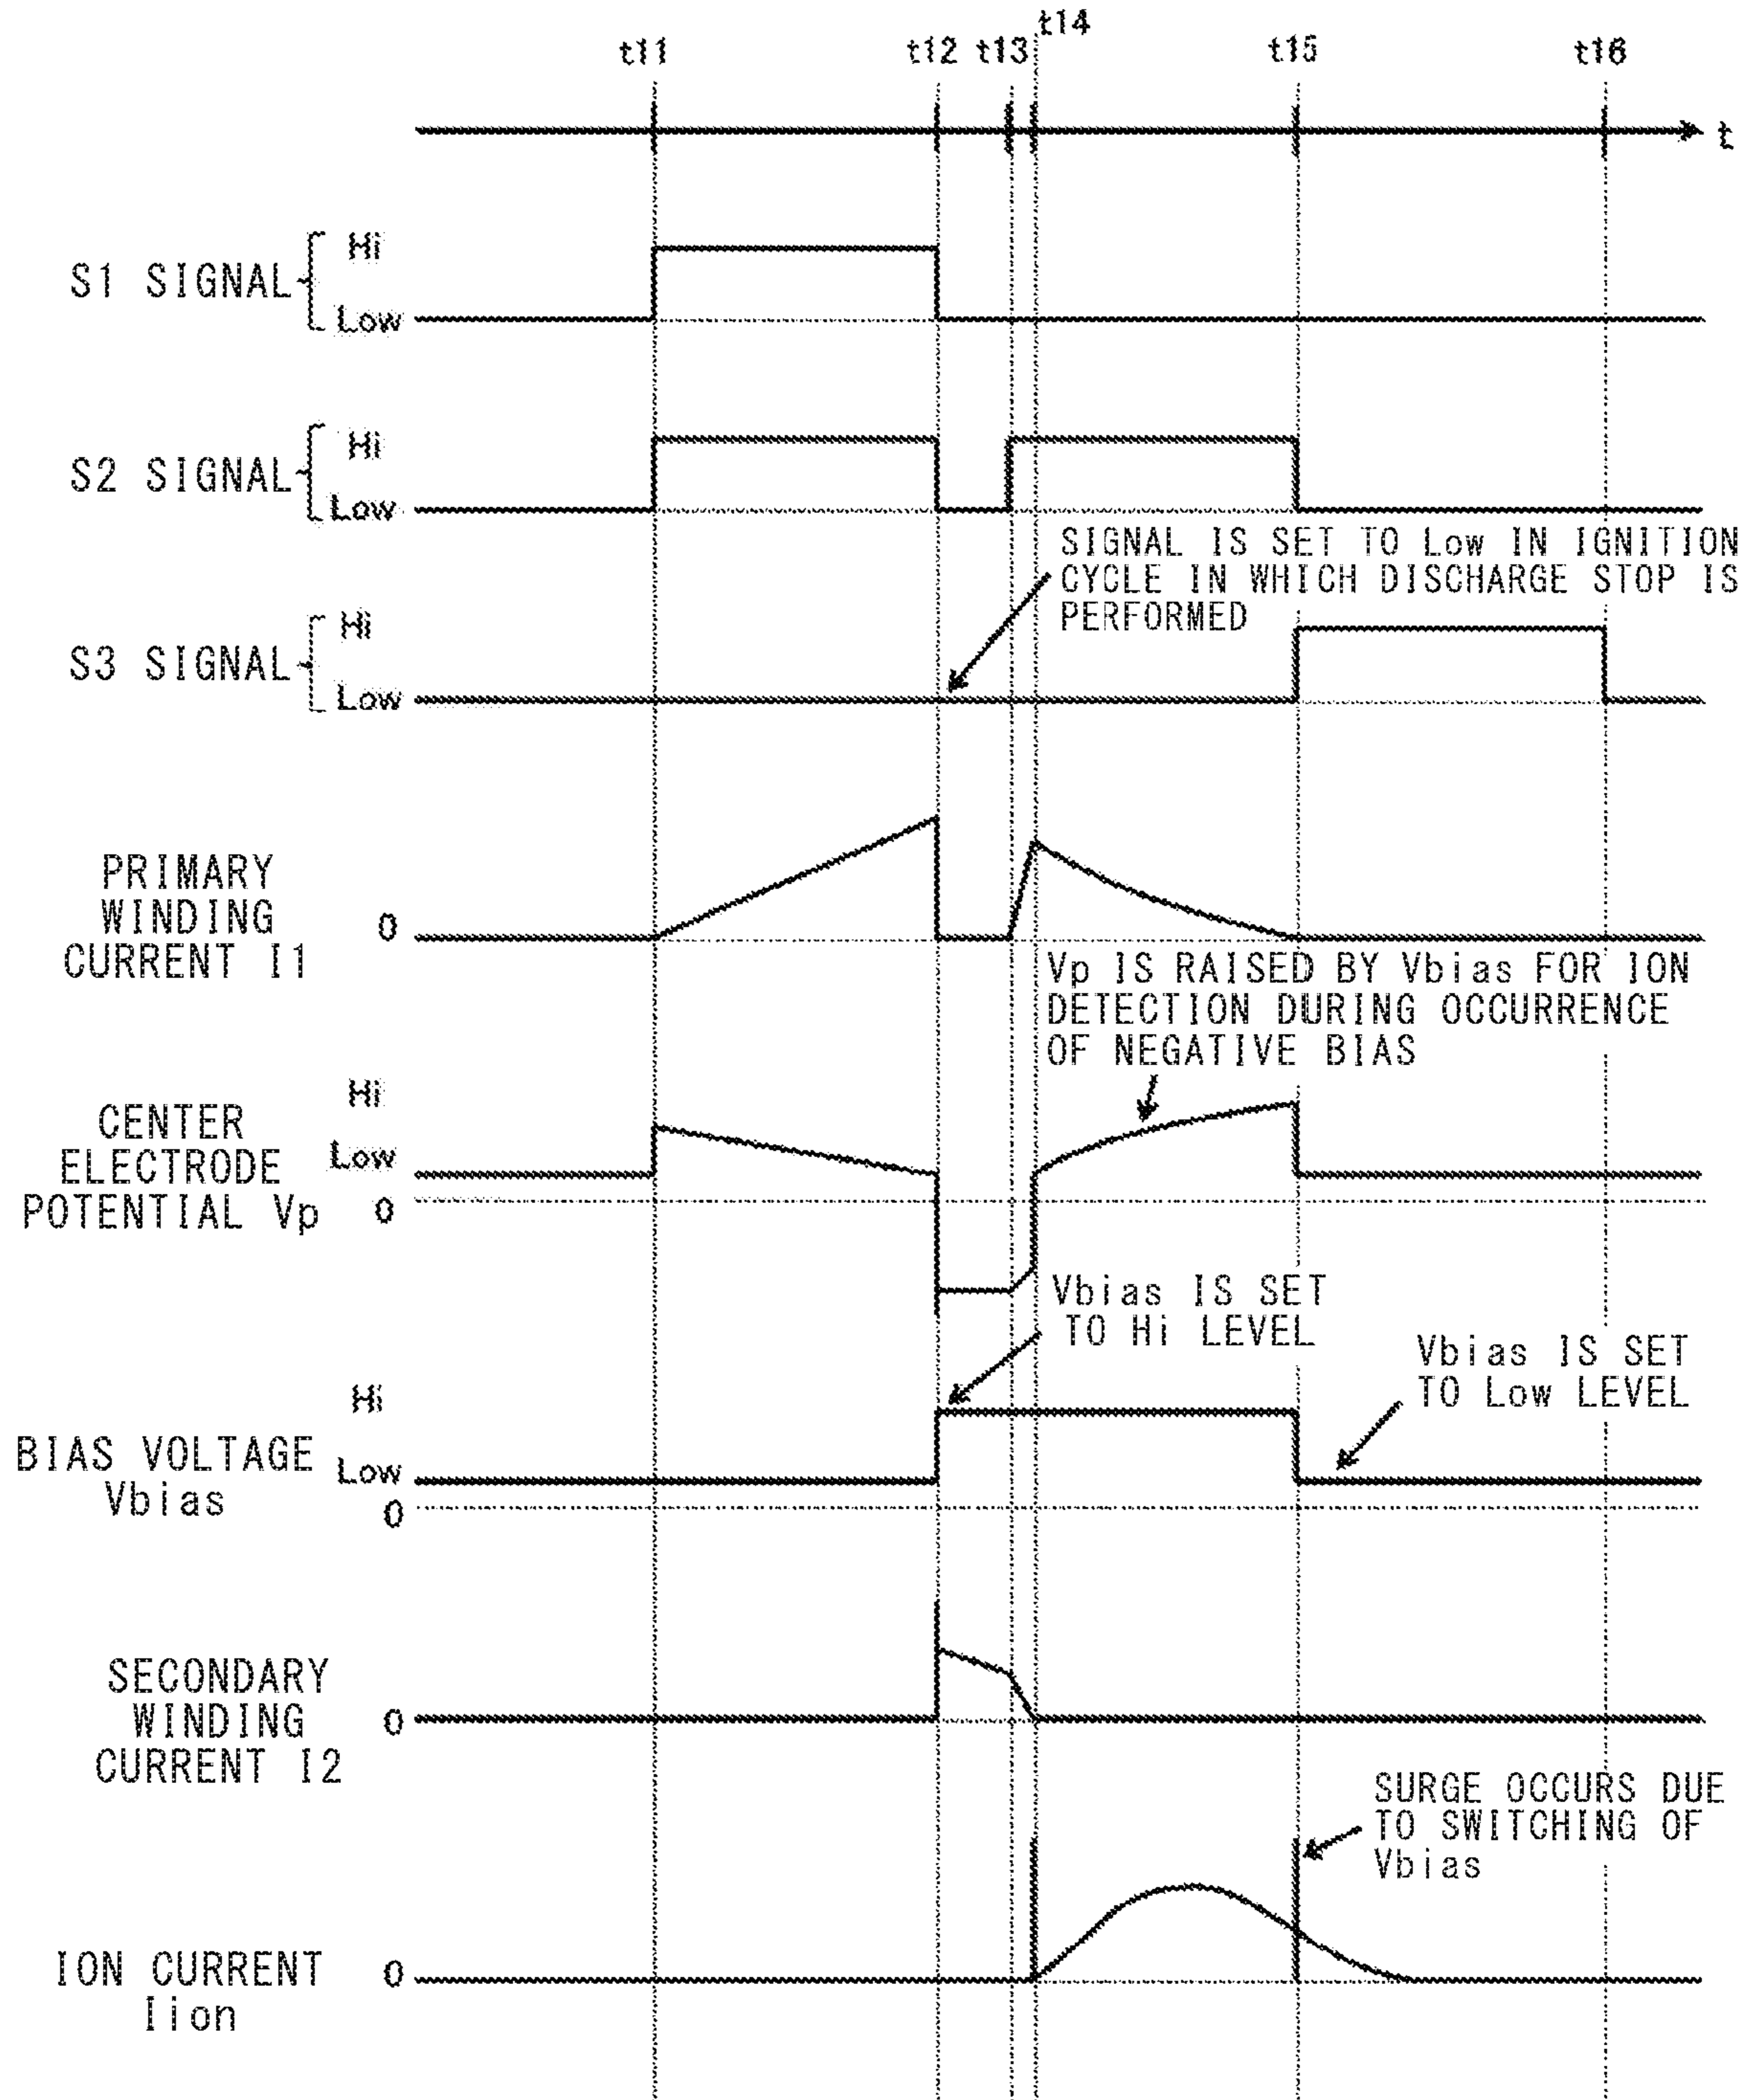 t14
t11 t12 t13 t15 t16
t
Hi
S1 SIGNAL
Low
Hi
S2 SIGNAL
Low
SIGNAL IS SET TO Low IN IGNITION
CYCLE IN WHICH DISCHARGE STOP IS
PERFORMED
Hi
S3 SIGNAL
Low
PRIMARY
WINDING
CURRENT I1
0
Vp IS RAISED BY Vbias FOR ION
DETECTION DURING OCCURRENCE
OF NEGATIVE BIAS
Hi
CENTER
ELECTRODE
POTENTIAL Vp
Low
0
Vbias IS SET
TO Hi LEVEL
Vbias IS SET
TO Low LEVEL
Hi
BIAS VOLTAGE
Vbias
Low
0
SECONDARY
WINDING
CURRENT I2
0
SURGE OCCURS DUE
TO SWITCHING OF
Vbias
ION CURRENT
Iion
0